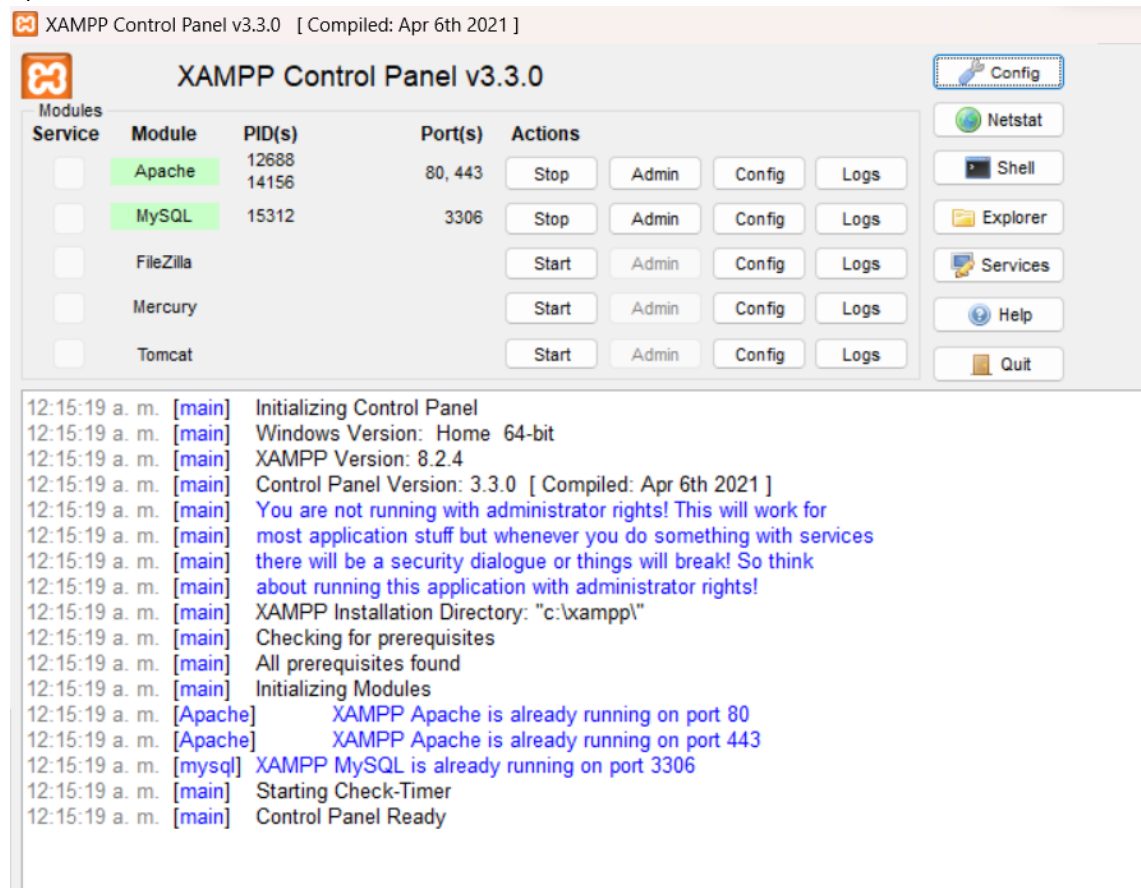 XAMPP Control Panel v3.3.0 [ Compiled: Apr 6th 2021 ]
XAMPP Control Panel v3.3.0
Config
Modules
Service Module PID(s) Port(s) Actions
Netstat
Apache 12688 14156 80, 443 Stop Admin Config Logs
Shell
MySQL 15312 3306 Stop Admin Config Logs
Explorer
FileZilla Start Admin Config Logs
Services
Mercury Start Admin Config Logs
Help
Tomcat Start Admin Config Logs
Quit
12:15:19 a. m. [main] Initializing Control Panel
12:15:19 a. m. [main] Windows Version: Home 64-bit
12:15:19 a. m. [main] XAMPP Version: 8.2.4
12:15:19 a. m. [main] Control Panel Version: 3.3.0 [ Compiled: Apr 6th 2021 ]
12:15:19 a. m. [main] You are not running with administrator rights! This will work for
12:15:19 a. m. [main] most application stuff but whenever you do something with services
12:15:19 a. m. [main] there will be a security dialogue or things will break! So think
12:15:19 a. m. [main] about running this application with administrator rights!
12:15:19 a. m. [main] XAMPP Installation Directory: "c:\xampp\"
12:15:19 a. m. [main] Checking for prerequisites
12:15:19 a. m. [main] All prerequisites found
12:15:19 a. m. [main] Initializing Modules
12:15:19 a. m. [Apache] XAMPP Apache is already running on port 80
12:15:19 a. m. [Apache] XAMPP Apache is already running on port 443
12:15:19 a. m. [mysql] XAMPP MySQL is already running on port 3306
12:15:19 a. m. [main] Starting Check-Timer
12:15:19 a. m. [main] Control Panel Ready